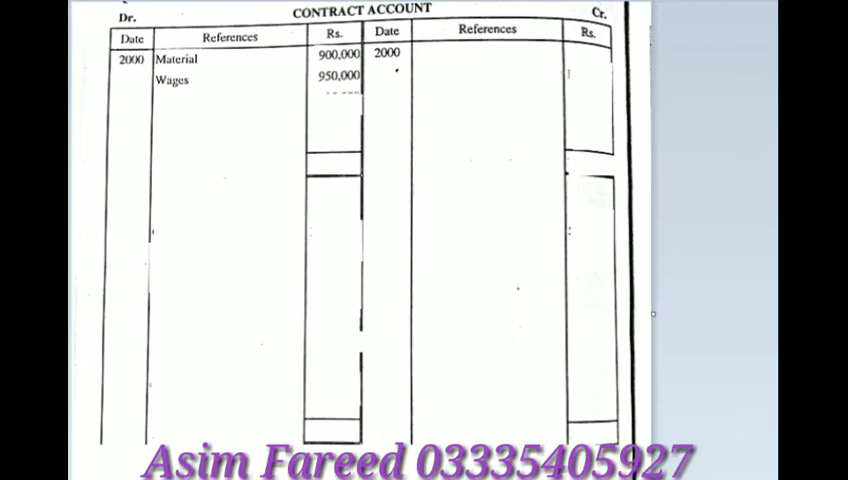 CONTRACT ACCOUNT
Dr. Cr.
Date References Rs. Date References Rs.
2000 Material 900,000 2000
Wages 950,000
Asim Fareed 03335405927